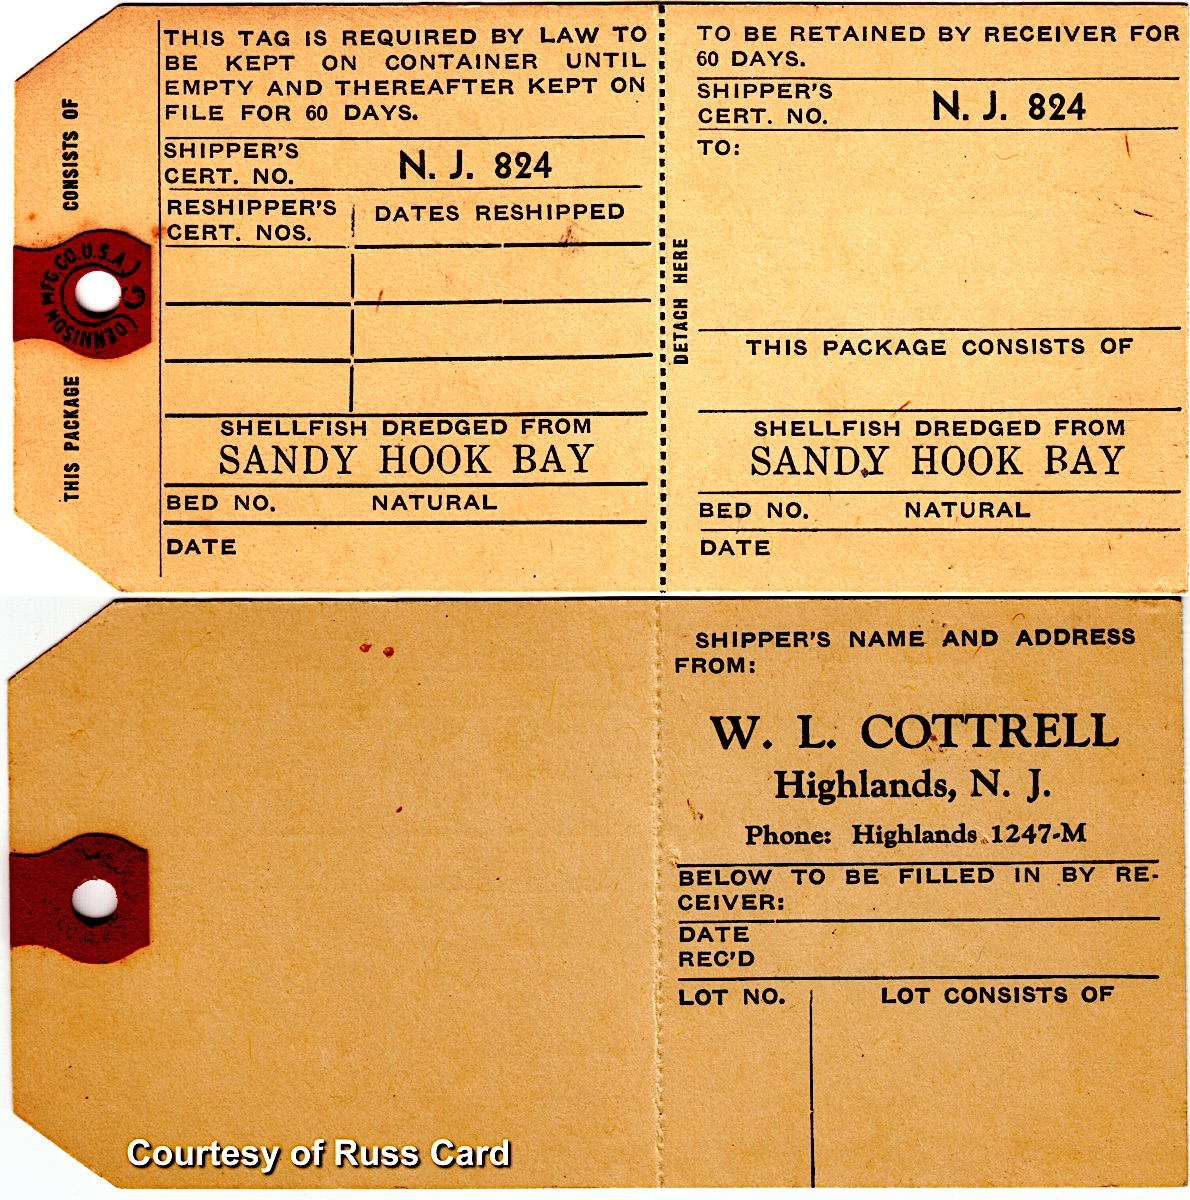 THIS TAG IS REQUIRED BY LAW TO
BE KEPT ON CONTAINER UNTIL
EMPTY AND THEREAFTER KEPT ON
FILE FOR 60 DAYS.
SHIPPER'S
CERT. NO. N. J. 824
RESHIPPER'S
CERT. NOS. DATES RESHIPPED
SHELLFISH DREDGED FROM
SANDY HOOK BAY
BED NO. NATURAL
DATE
THIS PACKAGE CONSISTS OF
DENNISON MFG. CO. U.S.A.
DETACH HERE
TO BE RETAINED BY RECEIVER FOR
60 DAYS.
SHIPPER'S
CERT. NO. N. J. 824
TO:
THIS PACKAGE CONSISTS OF
SHELLFISH DREDGED FROM
SANDY HOOK BAY
BED NO. NATURAL
DATE
SHIPPER'S NAME AND ADDRESS
FROM:
W. L. COTTRELL
Highlands, N. J.
Phone: Highlands 1247-M
BELOW TO BE FILLED IN BY RE-
CEIVER:
DATE
REC'D
LOT NO. LOT CONSISTS OF
Courtesy of Russ Card